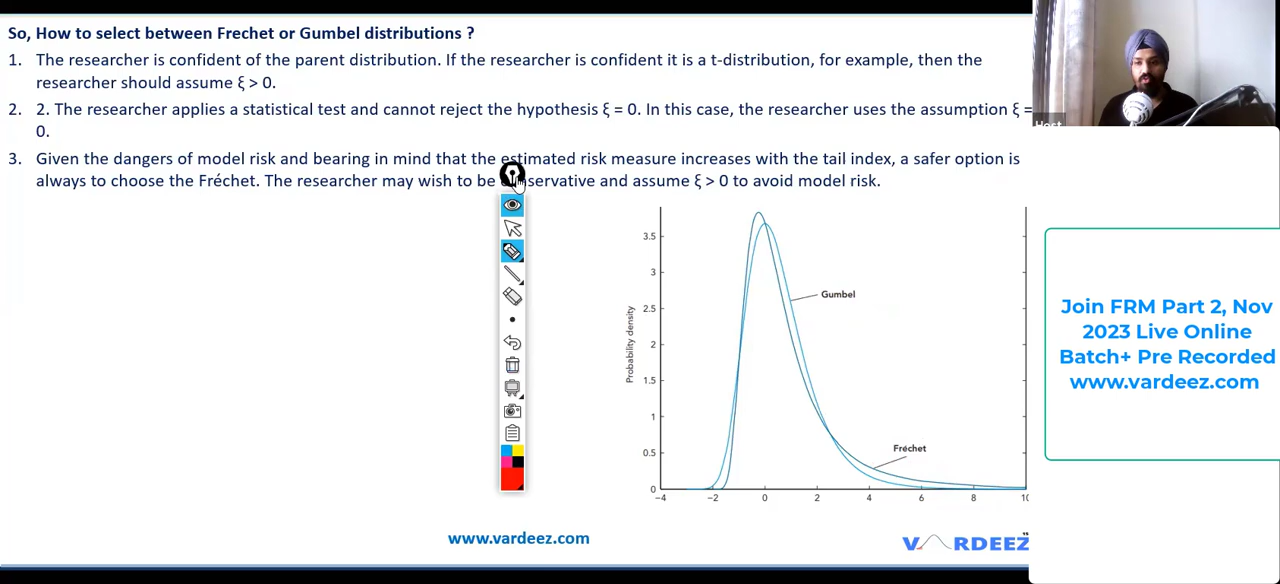 So, How to select between Frechet or Gumbel distributions ?
1. The researcher is confident of the parent distribution. If the researcher is confident it is a t-distribution, for example, then the
researcher should assume ξ > 0.
2. 2. The researcher applies a statistical test and cannot reject the hypothesis ξ = 0. In this case, the researcher uses the assumption ξ =
0.
3. Given the dangers of model risk and bearing in mind that the estimated risk measure increases with the tail index, a safer option is
always to choose the Fréchet. The researcher may wish to be servative and assume ξ > 0 to avoid model risk.
Host
Join FRM Part 2, Nov
2023 Live Online
Batch+ Pre Recorded
www.vardeez.com
Probability density
3.5
3
2.5
2
1.5
1
0.5
0
Gumbel
Fréchet
-4 -2 0 2 4 6 8 10
www.vardeez.com
VARDEEZ